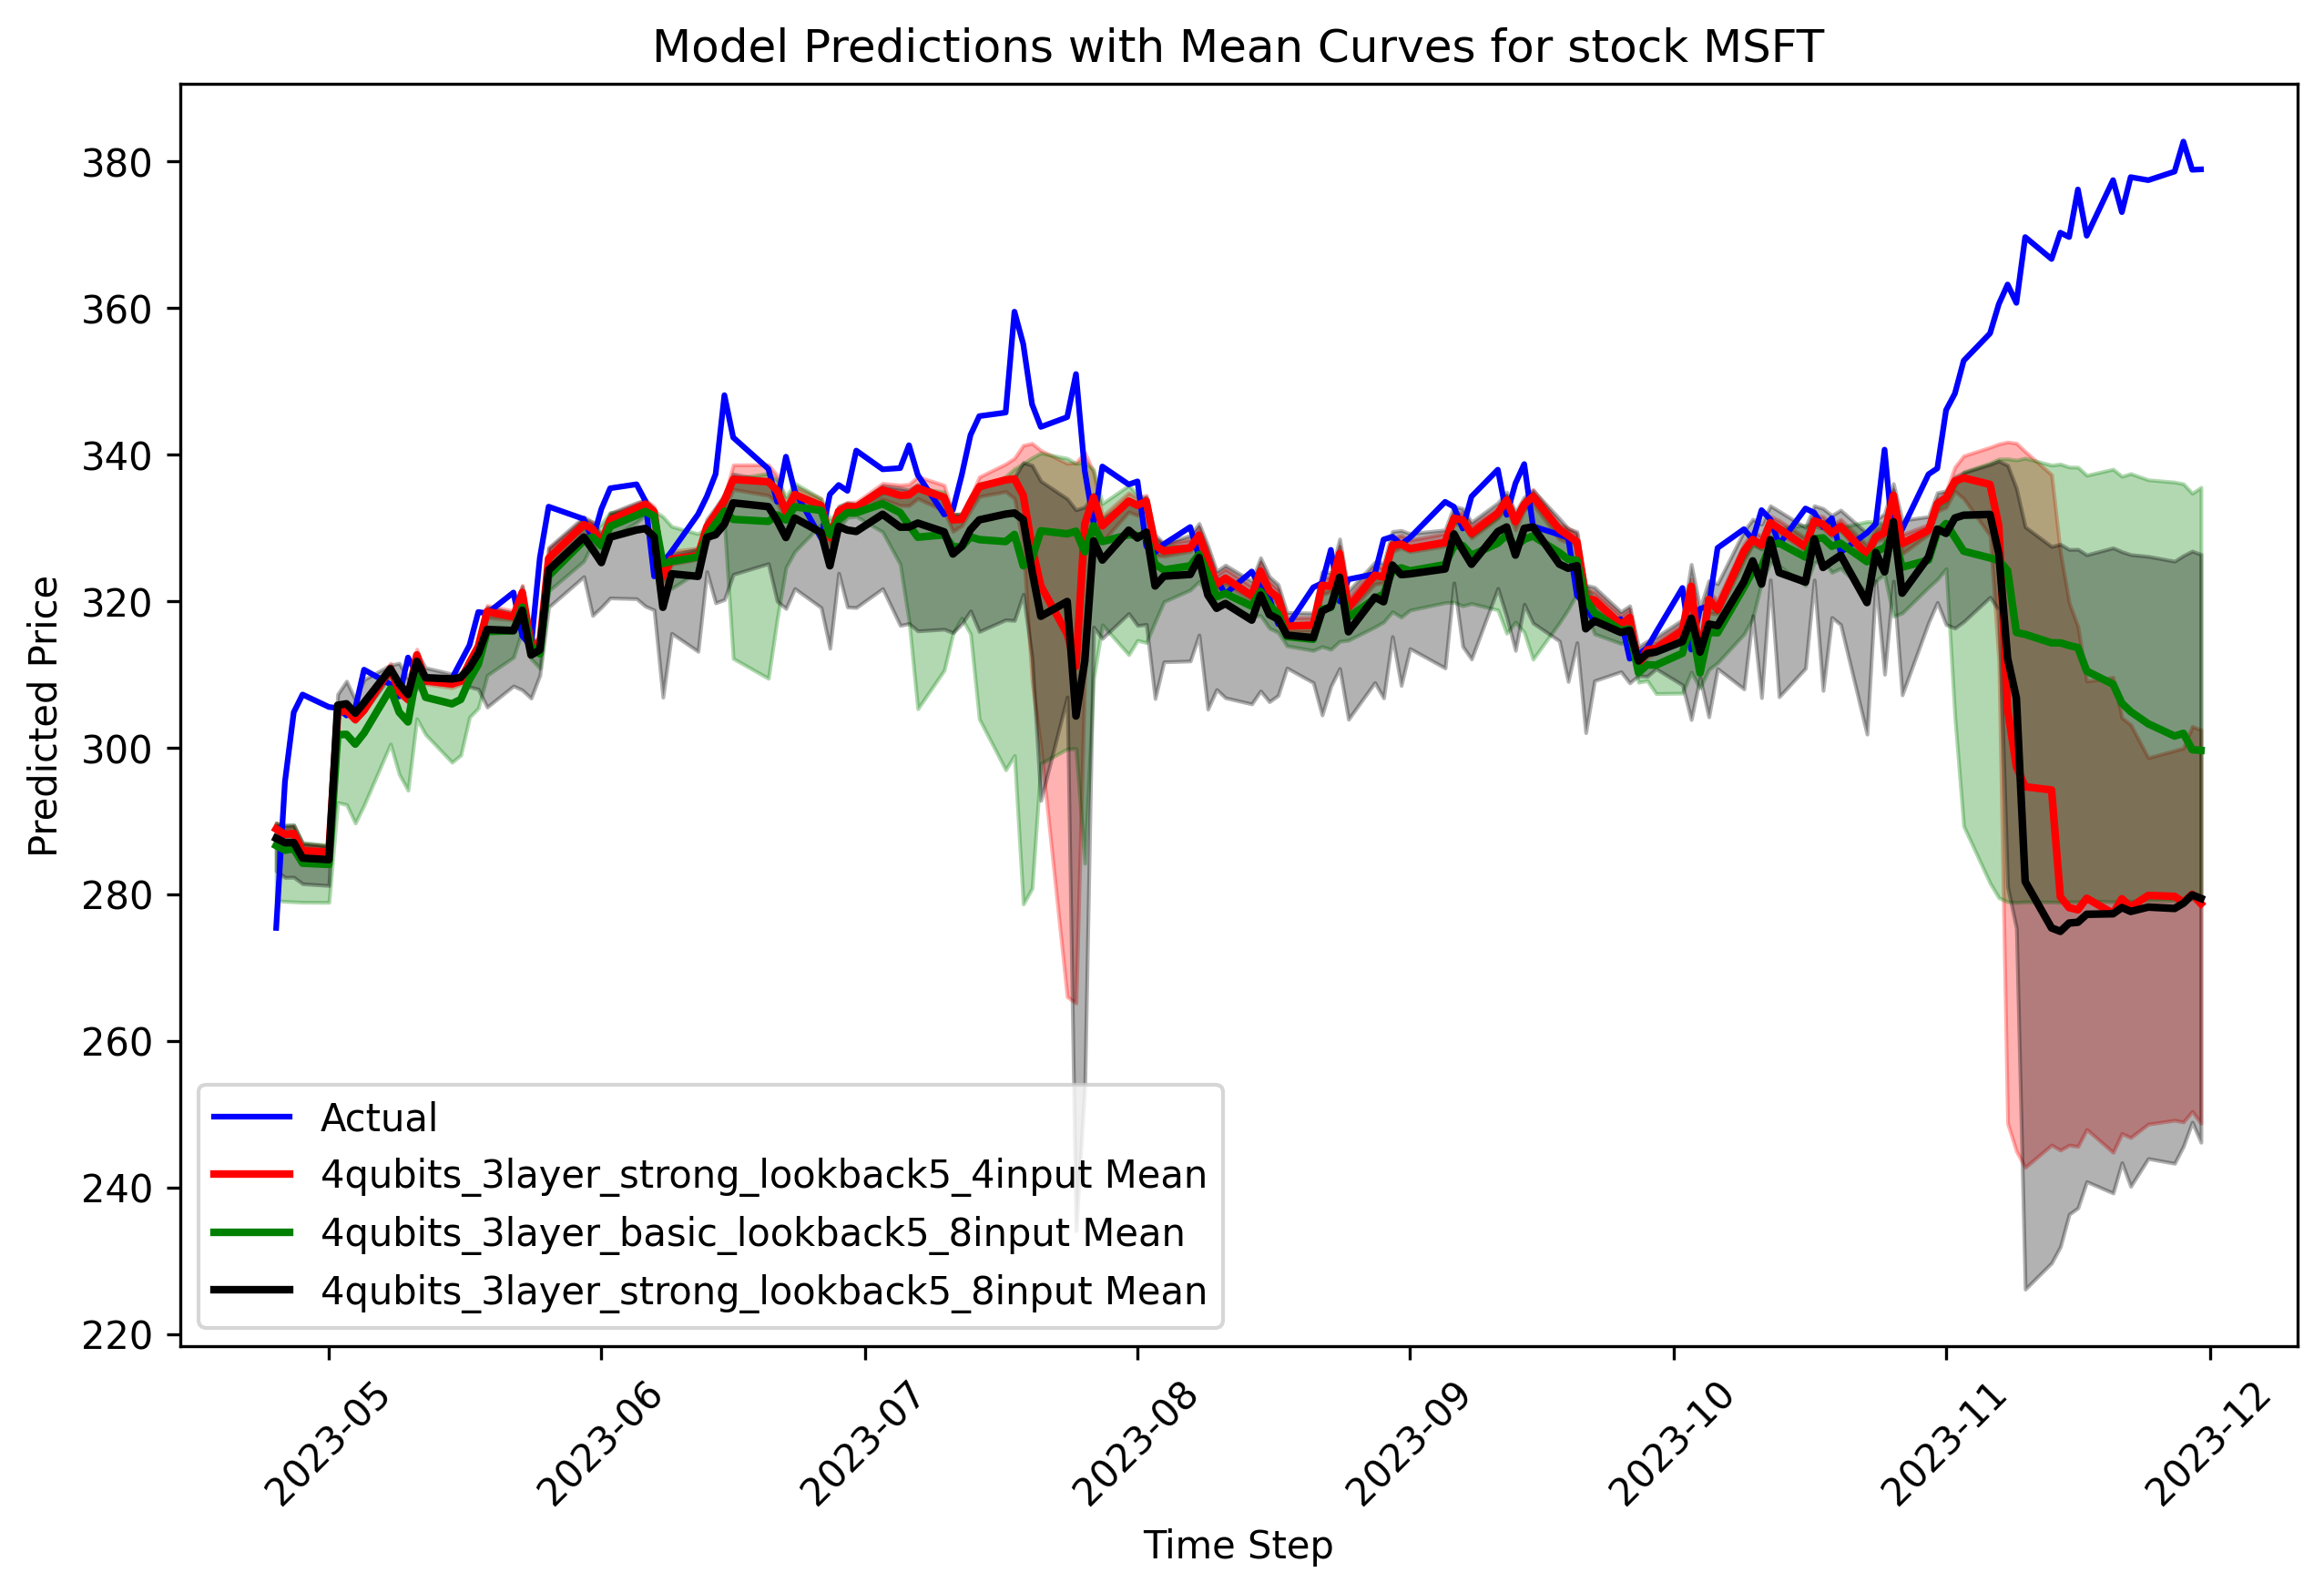 Model Predictions with Mean Curves for stock MSFT
Predicted Price
380
360
340
320
300
280
260
240
220
Actual
4qubits_3layer_strong_lookback5_4input Mean
4qubits_3layer_basic_lookback5_8input Mean
4qubits_3layer_strong_lookback5_8input Mean
2023-05
2023-06
2023-07
2023-08
2023-09
2023-10
2023-11
2023-12
Time Step